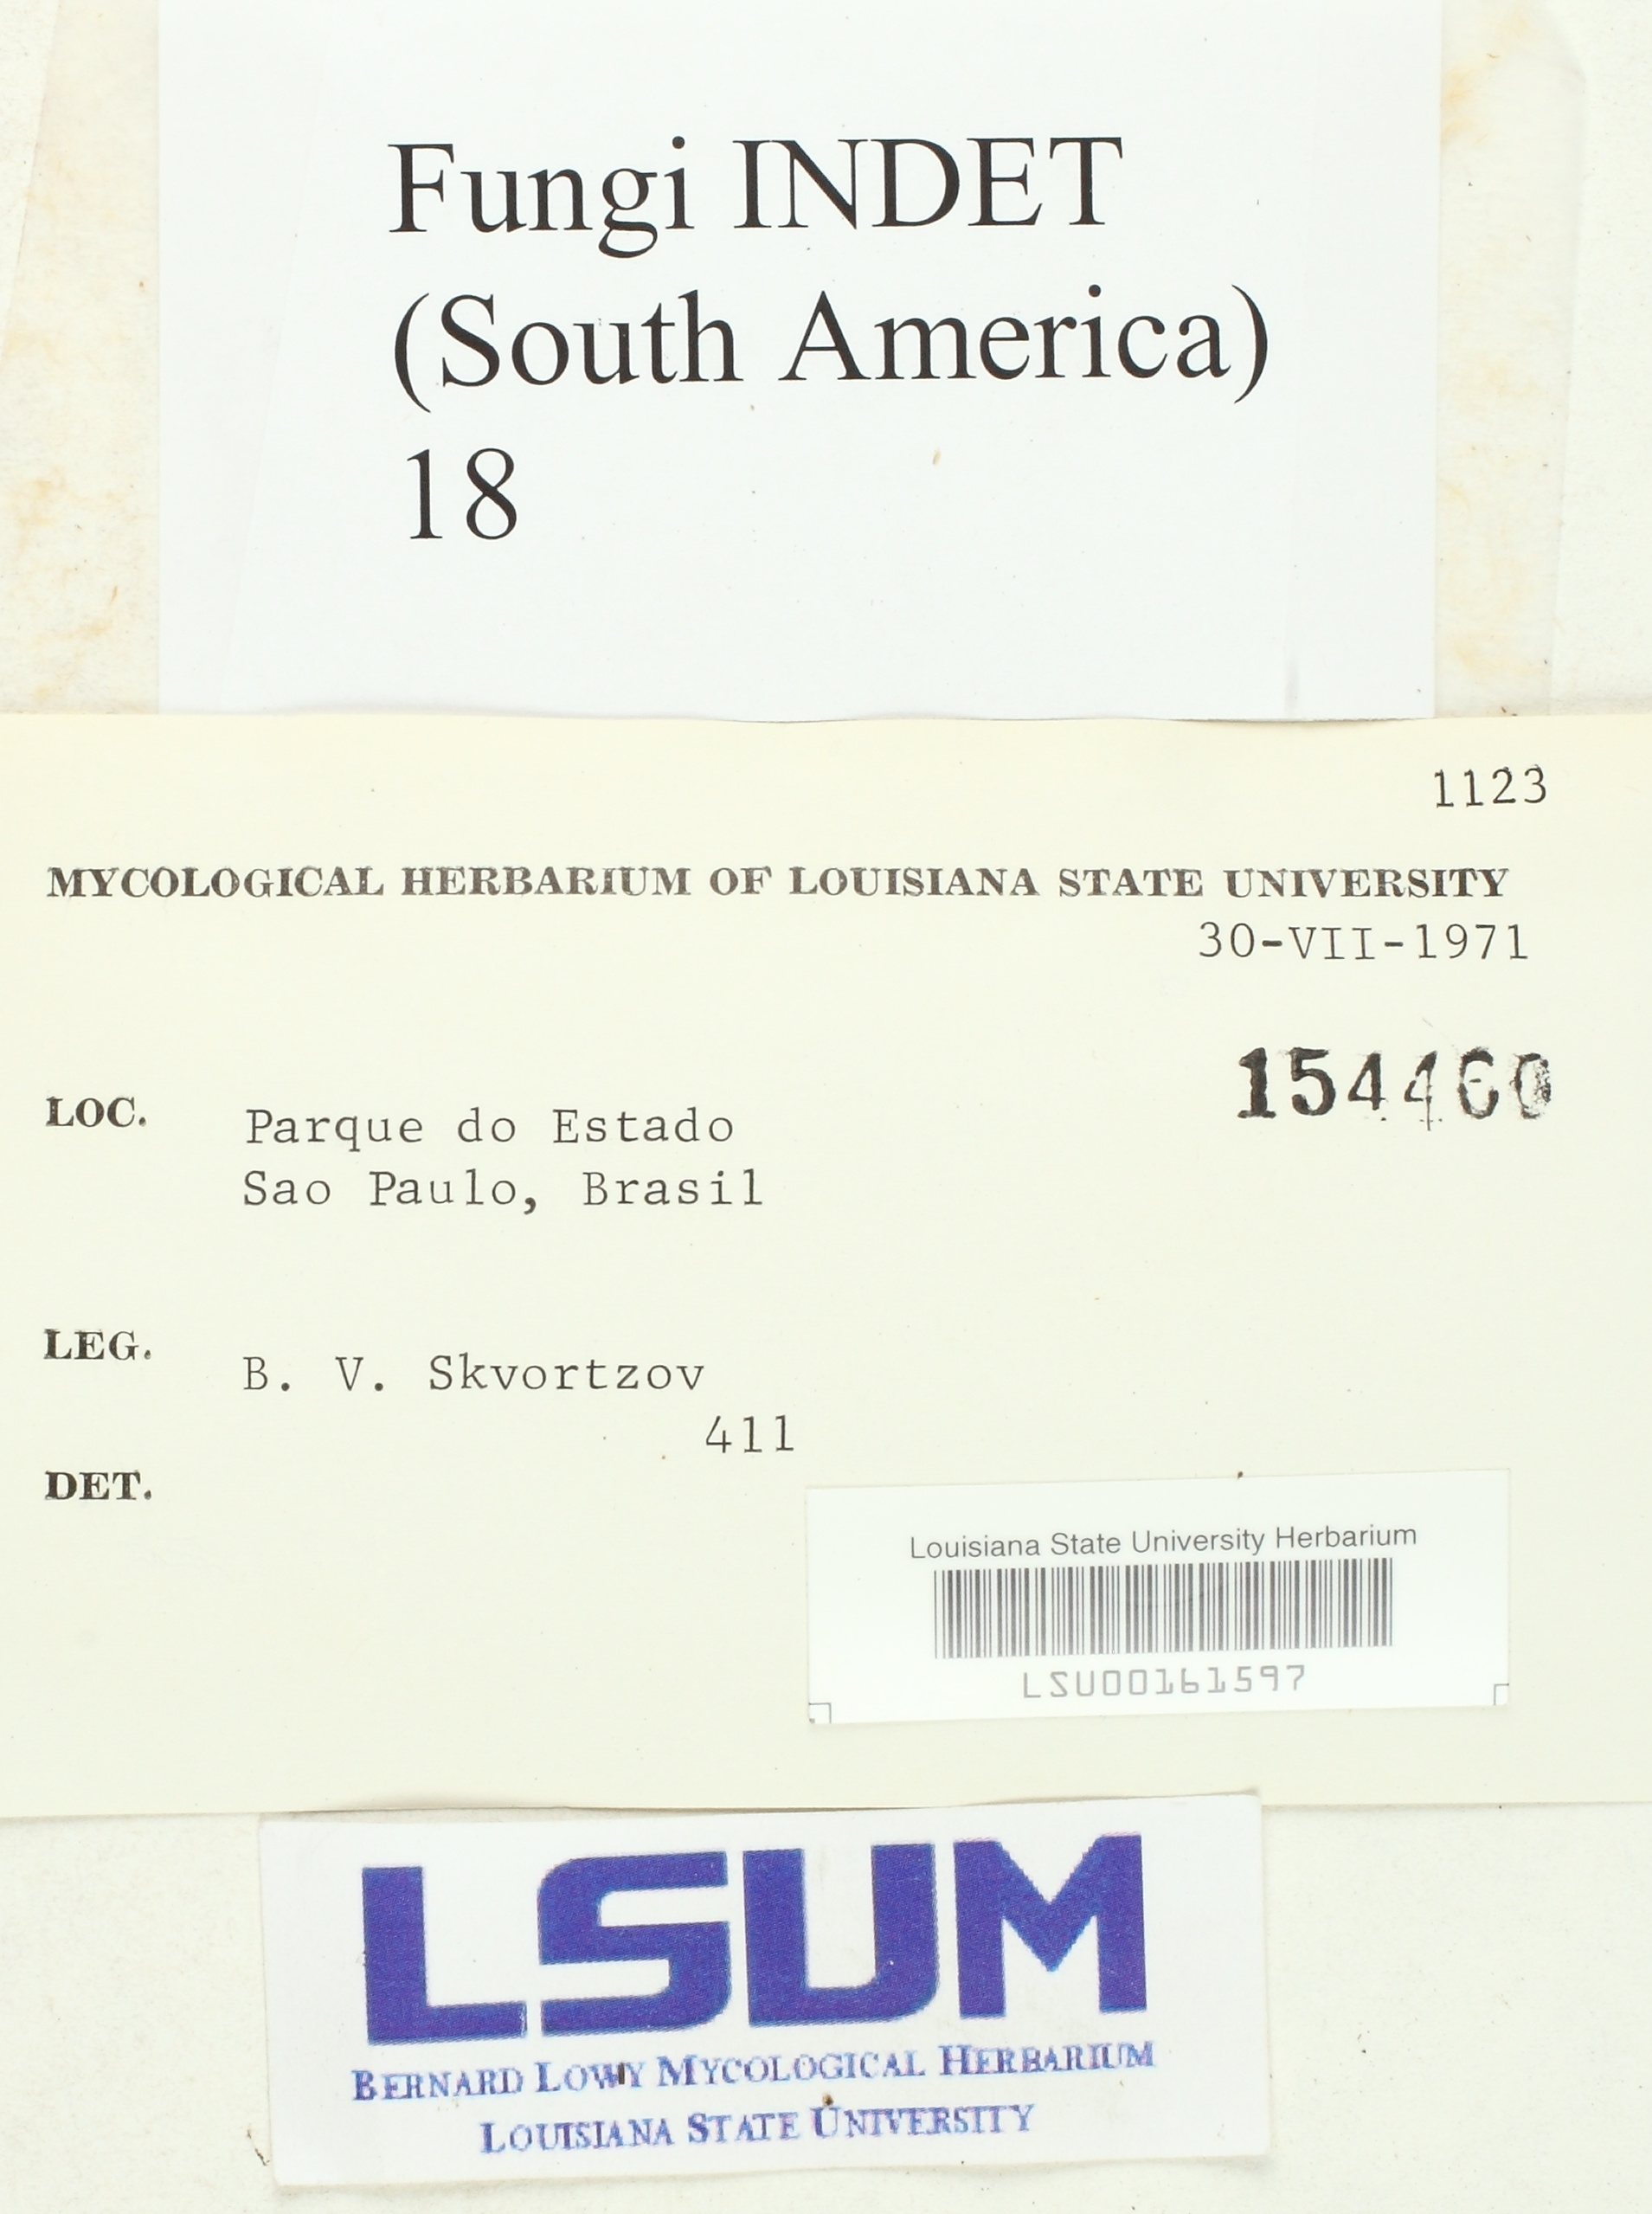 Fungi INDET
(South America)
18
1123
MYCOLOGICAL HERBARIUM OF LOUISIANA STATE UNIVERSITY
30-VII-1971
154460
LOC. Parque do Estado
Sao Paulo, Brasil
LEG. B. V. Skvortzov
411
DET.
Louisiana State University Herbarium
LSU00161597
LSUM
BERNARD LOWY MYCOLOGICAL HERBARIUM
LOUISIANA STATE UNIVERSITY